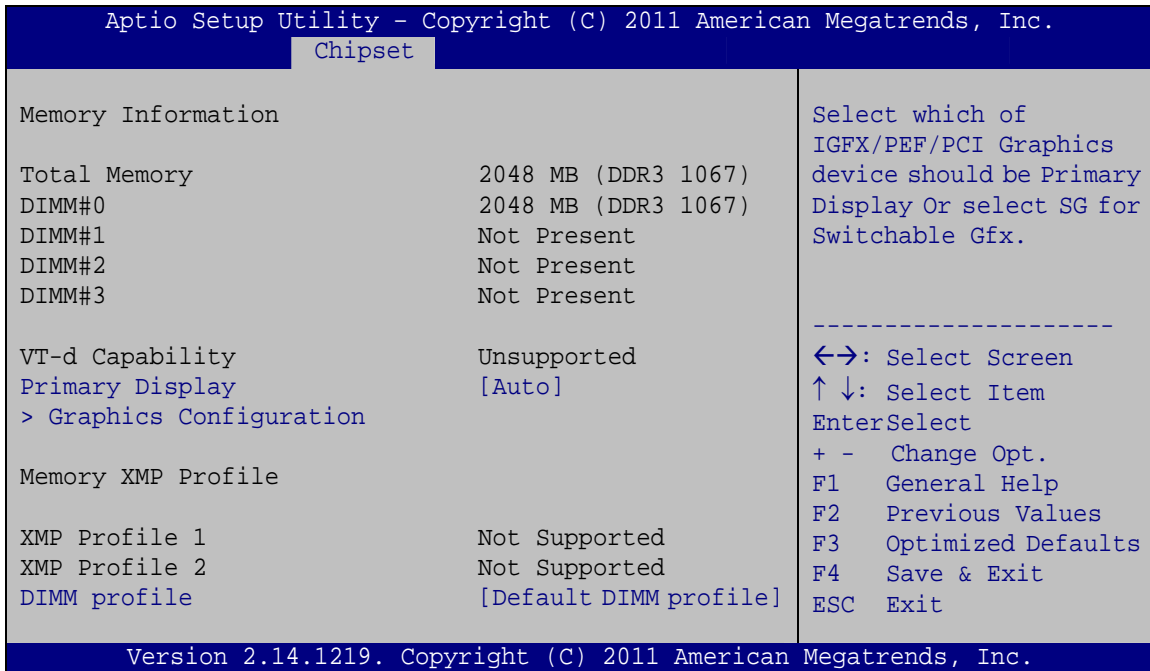 Aptio Setup Utility – Copyright (C) 2011 American Megatrends, Inc.
Chipset
Memory Information
Total Memory 2048 MB (DDR3 1067)
DIMM#0 2048 MB (DDR3 1067)
DIMM#1 Not Present
DIMM#2 Not Present
DIMM#3 Not Present
VT-d Capability Unsupported
Primary Display [Auto]
> Graphics Configuration
Memory XMP Profile
XMP Profile 1 Not Supported
XMP Profile 2 Not Supported
DIMM profile [Default DIMM profile]
Select which of
IGFX/PEF/PCI Graphics
device should be Primary
Display Or select SG for
Switchable Gfx.
---------------------
←→: Select Screen
↑ ↓: Select Item
EnterSelect
+ - Change Opt.
F1 General Help
F2 Previous Values
F3 Optimized Defaults
F4 Save & Exit
ESC Exit
Version 2.14.1219. Copyright (C) 2011 American Megatrends, Inc.